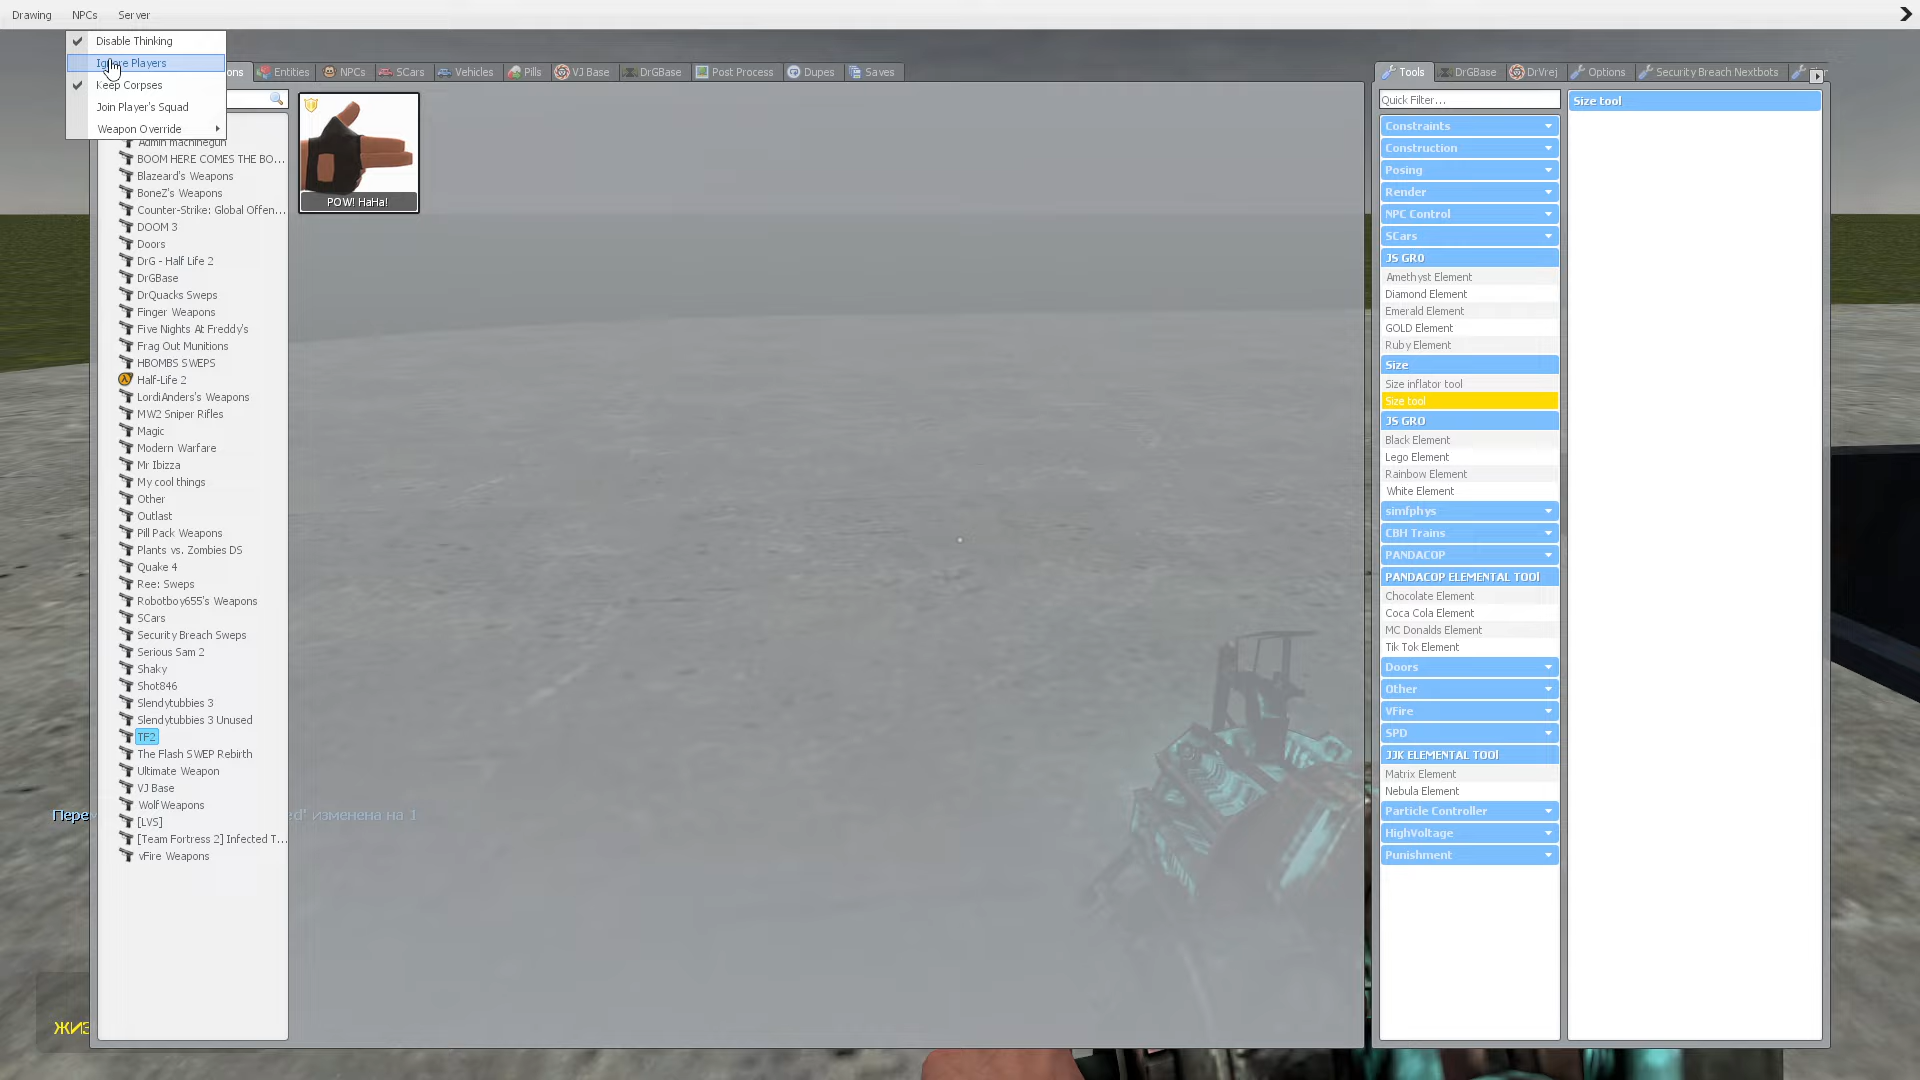 Drawing NPCs Server
Disable Thinking
Ignore Players
Keep Corpses
Join Player's Squad
Weapon Override
Entities NPCs SCars Vehicles Pills VJ Base DrGBase Post Process Dupes Saves
Admin machinegun
BOOM HERE COMES THE BO...
Blazeard's Weapons
BoneZ's Weapons
Counter-Strike: Global Offen...
DOOM 3
Doors
DrG - Half Life 2
DrGBase
DrQuacks Sweps
Finger Weapons
Five Nights At Freddy's
Frag Out Munitions
HBOMBS SWEPS
Half-Life 2
LordiAnders's Weapons
MW2 Sniper Rifles
Magic
Modern Warfare
Mr Ibizza
My cool things
Other
Outlast
Pill Pack Weapons
Plants vs. Zombies DS
Quake 4
Ree: Sweps
Robotboy655's Weapons
SCars
Security Breach Sweps
Serious Sam 2
Shaky
Shot846
Slendytubbies 3
Slendytubbies 3 Unused
TF2
The Flash SWEP Rebirth
Ultimate Weapon
VJ Base
Wolf Weapons
[LVS]
[Team Fortress 2] Infected T...
vFire Weapons
POW! HaHa!
изменена на 1
Tools DrGBase DrVrej Options Security Breach Nextbots
Quick Filter...
Constraints
Construction
Posing
Render
NPC Control
SCars
JS GRO
Amethyst Element
Diamond Element
Emerald Element
GOLD Element
Ruby Element
Size
Size inflator tool
Size tool
JS GRO
Black Element
Lego Element
Rainbow Element
White Element
simfphys
CBH Trains
PANDACOP
PANDACOP ELEMENTAL TOOl
Chocolate Element
Coca Cola Element
MC Donalds Element
Tik Tok Element
Doors
Other
VFire
SPD
JJK ELEMENTAL TOOl
Matrix Element
Nebula Element
Particle Controller
HighVoltage
Punishment
Size tool